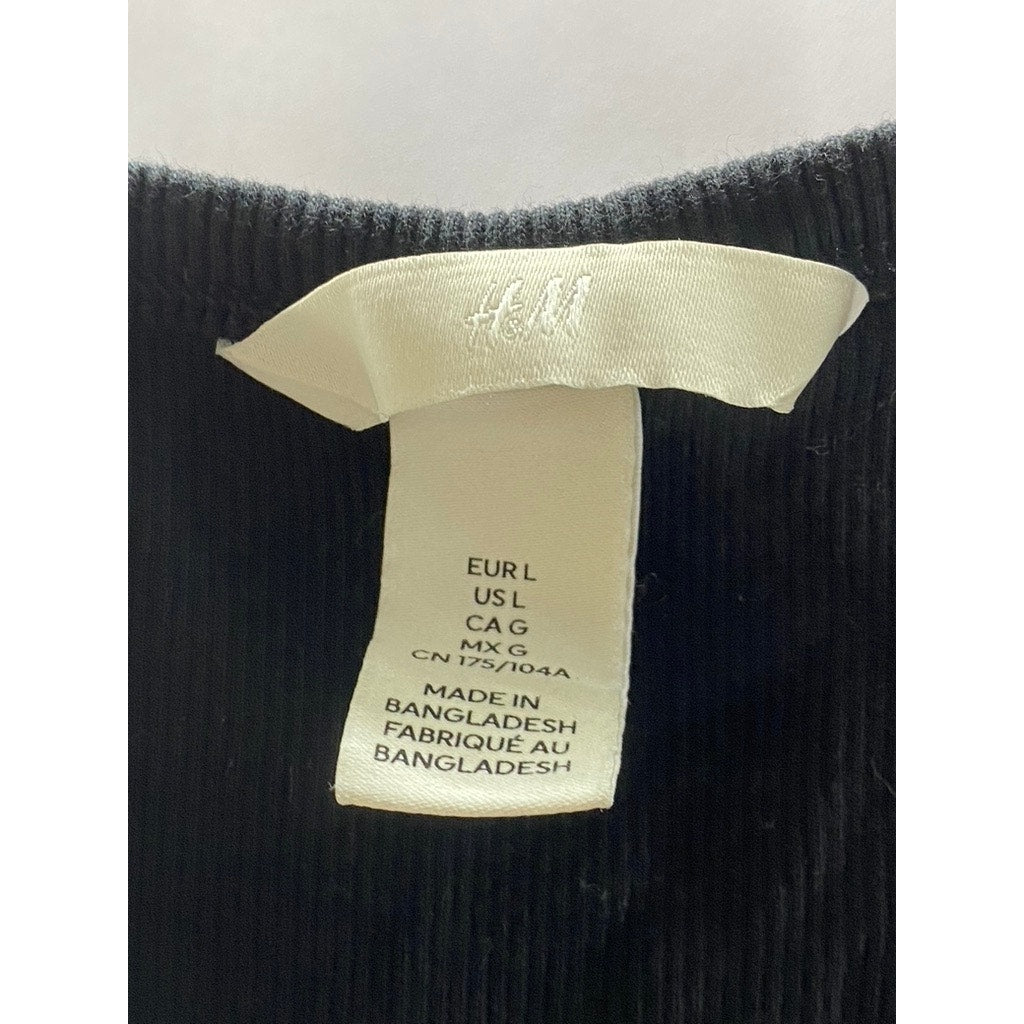 H&M
EUR L
US L
CA G
MX G
CN 175/104A
MADE IN
BANGLADESH
FABRIQUÉ AU
BANGLADESH